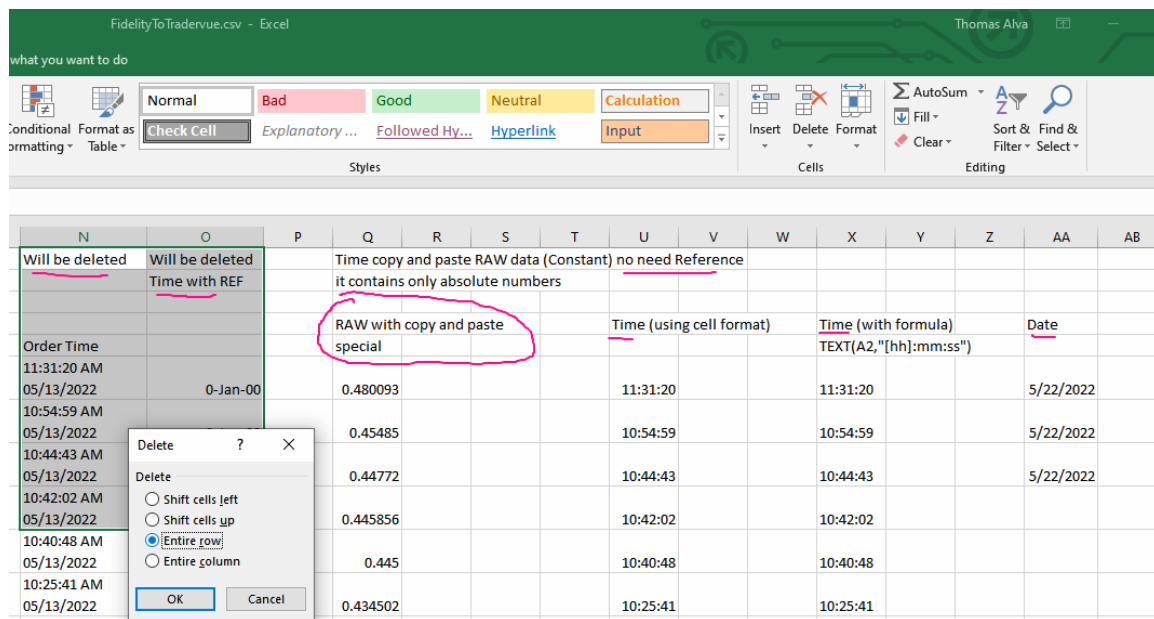 FidelityToTradervue.csv - Excel
Thomas Alva
what you want to do
Normal
Bad
Good
Neutral
Calculation
Check Cell
Explanatory ...
Followed Hy...
Hyperlink
Input
Conditional Formatting
Format as Table
Styles
Insert
Delete
Format
Cells
AutoSum
Fill
Clear
Sort & Filter
Find & Select
Editing
N O P Q R S T U V W X Y Z AA AB
Will be deleted Will be deleted Time copy and paste RAW data (Constant) no need Reference
Time with REF it contains only absolute numbers
RAW with copy and paste Time (using cell format) Time (with formula) Date
Order Time special TEXT(A2,"[hh]:mm:ss")
11:31:20 AM
05/13/2022 0-Jan-00 0.480093 11:31:20 11:31:20 5/22/2022
10:54:59 AM
05/13/2022 0.45485 10:54:59 10:54:59 5/22/2022
10:44:43 AM
05/13/2022 0.44772 10:44:43 10:44:43 5/22/2022
10:42:02 AM
05/13/2022 0.445856 10:42:02 10:42:02
10:40:48 AM
05/13/2022 0.445 10:40:48 10:40:48
10:25:41 AM
05/13/2022 0.434502 10:25:41 10:25:41
Delete ?
Delete
Shift cells left
Shift cells up
Entire row
Entire column
OK Cancel